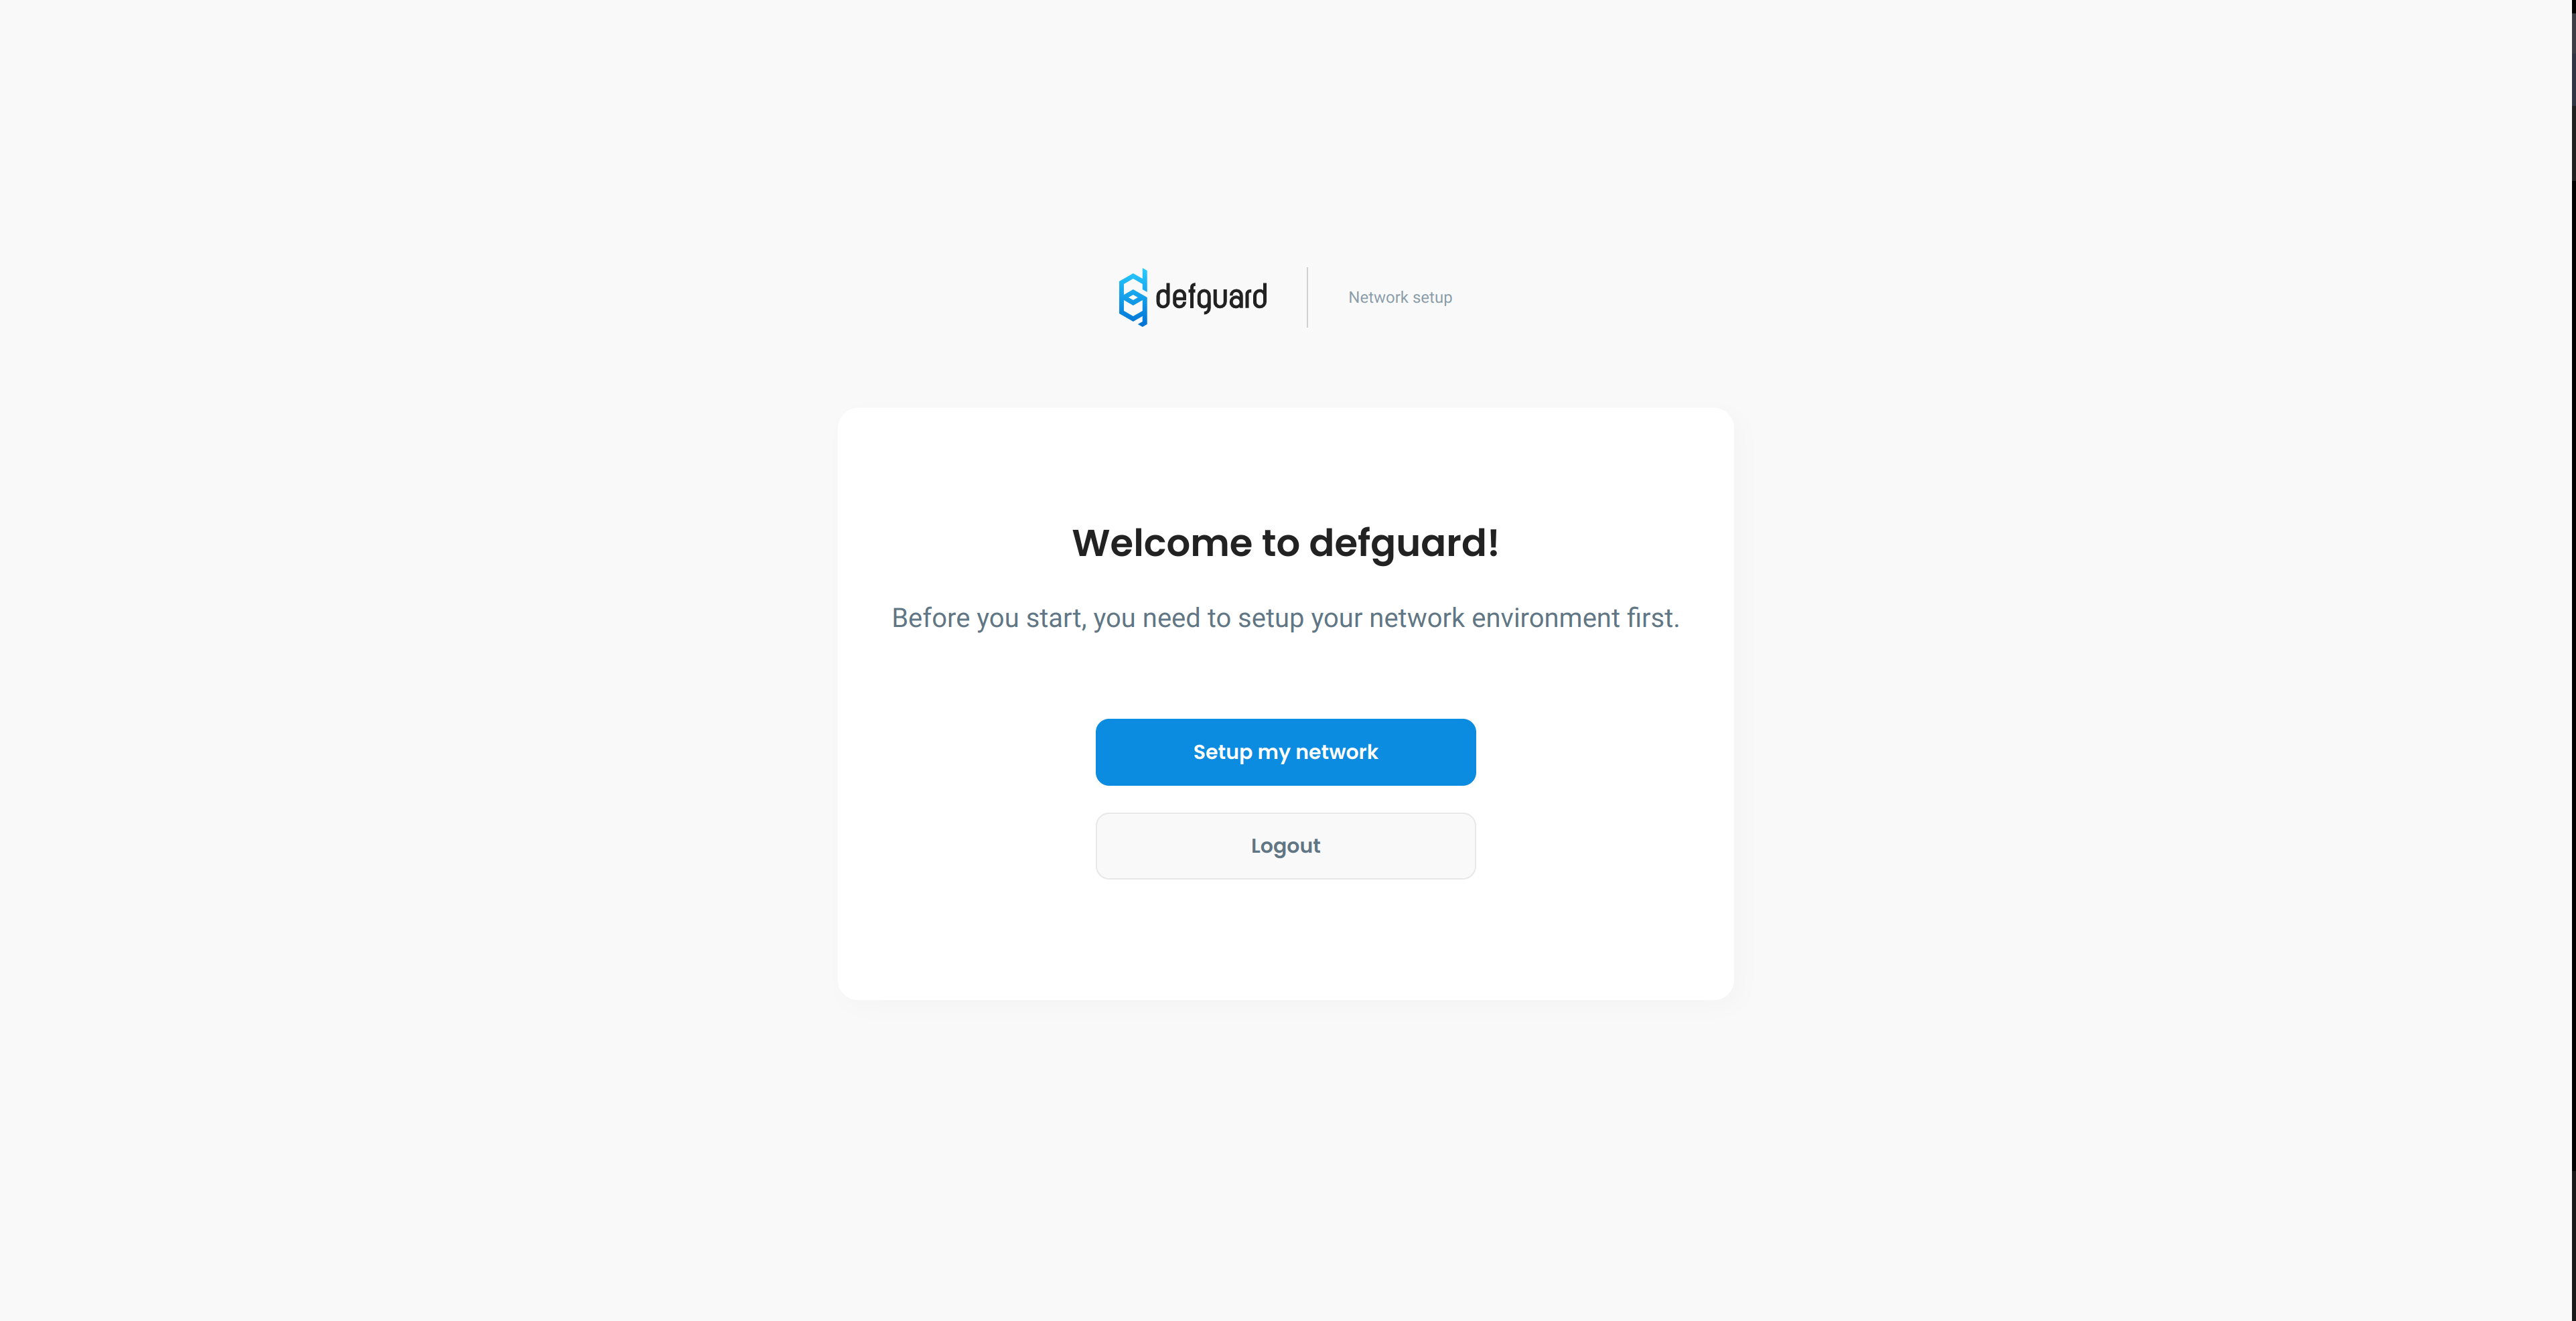 defguard
Network setup
Welcome to defguard!
Before you start, you need to setup your network environment first.
Setup my network
Logout